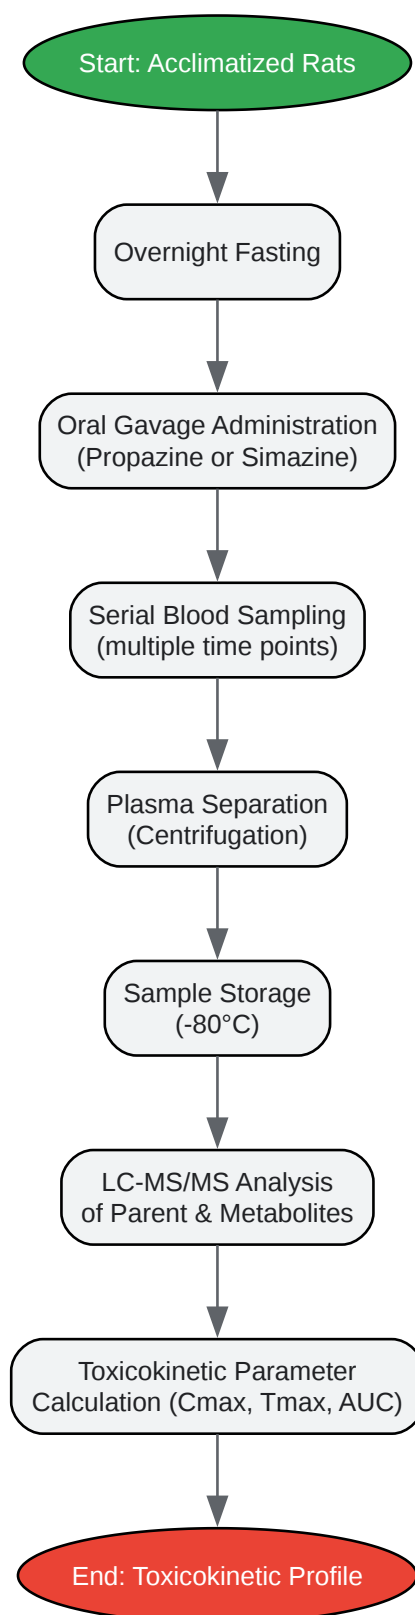 Start: Acclimatized Rats
Overnight Fasting
Oral Gavage Administration
(Propazine or Simazine)
Serial Blood Sampling
(multiple time points)
Plasma Separation
(Centrifugation)
Sample Storage
(-80°C)
LC-MS/MS Analysis
of Parent & Metabolites
Toxicokinetic Parameter
Calculation (Cmax, Tmax, AUC)
End: Toxicokinetic Profile